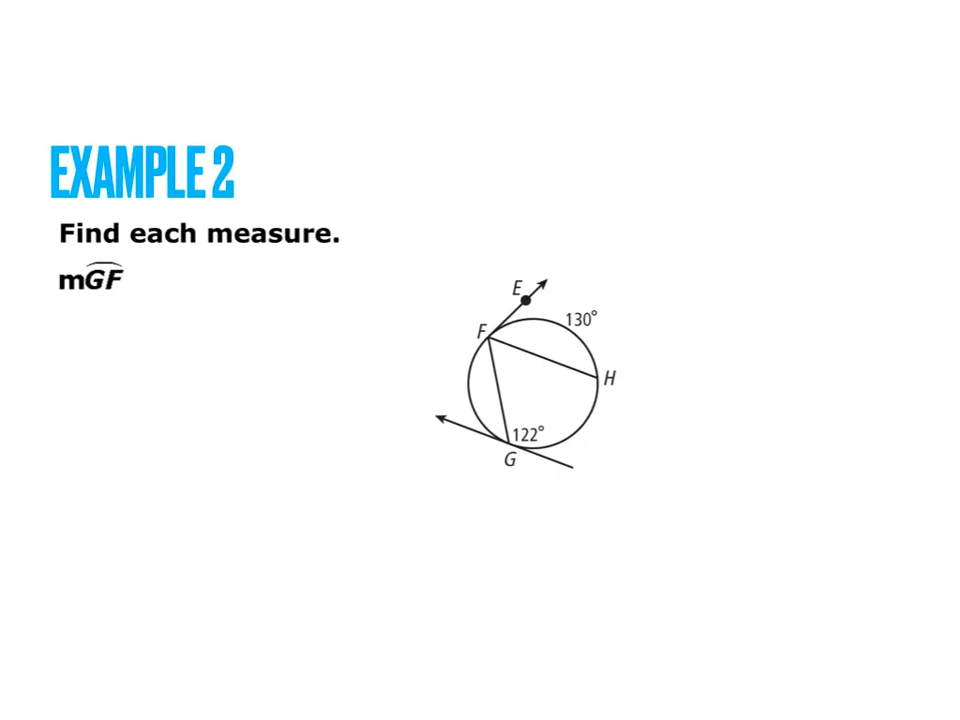 EXAMPLE 2
Find each measure.
mGF
E
130°
F
H
122°
G